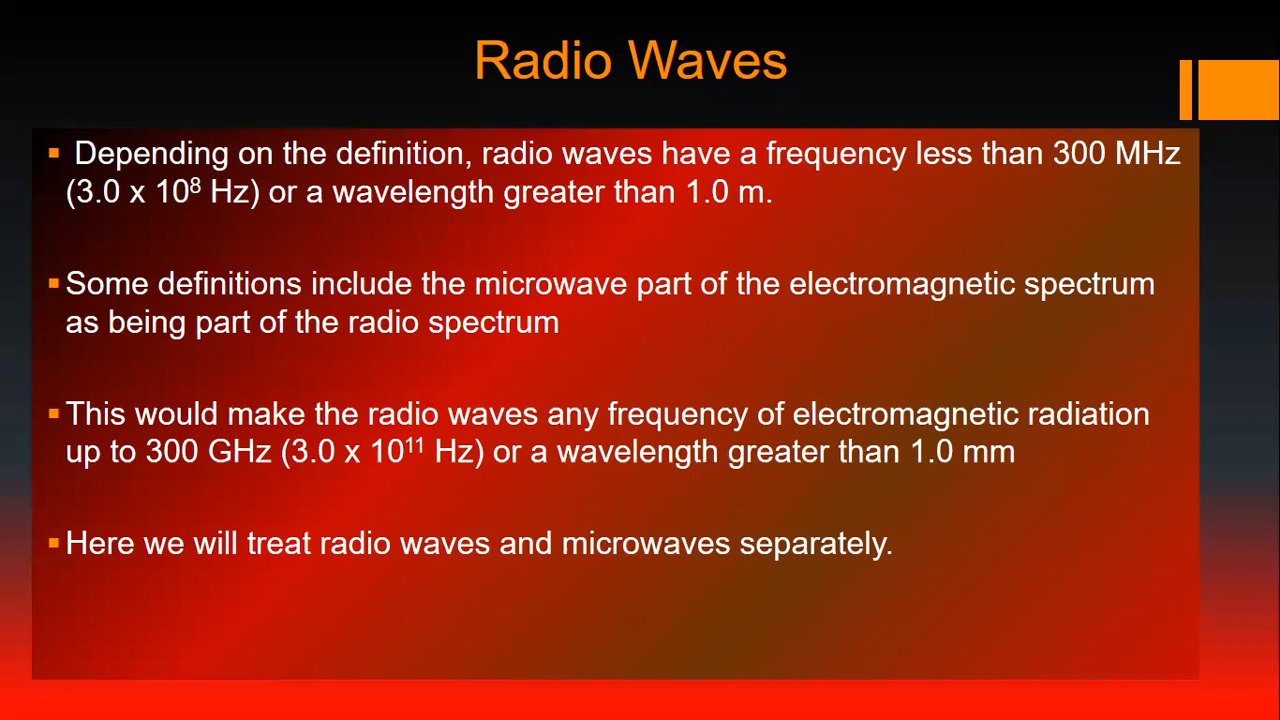 Radio Waves
▪ Depending on the definition, radio waves have a frequency less than 300 MHz
(3.0 x 10⁸ Hz) or a wavelength greater than 1.0 m.
▪ Some definitions include the microwave part of the electromagnetic spectrum
as being part of the radio spectrum
▪ This would make the radio waves any frequency of electromagnetic radiation
up to 300 GHz (3.0 x 10¹¹ Hz) or a wavelength greater than 1.0 mm
▪ Here we will treat radio waves and microwaves separately.